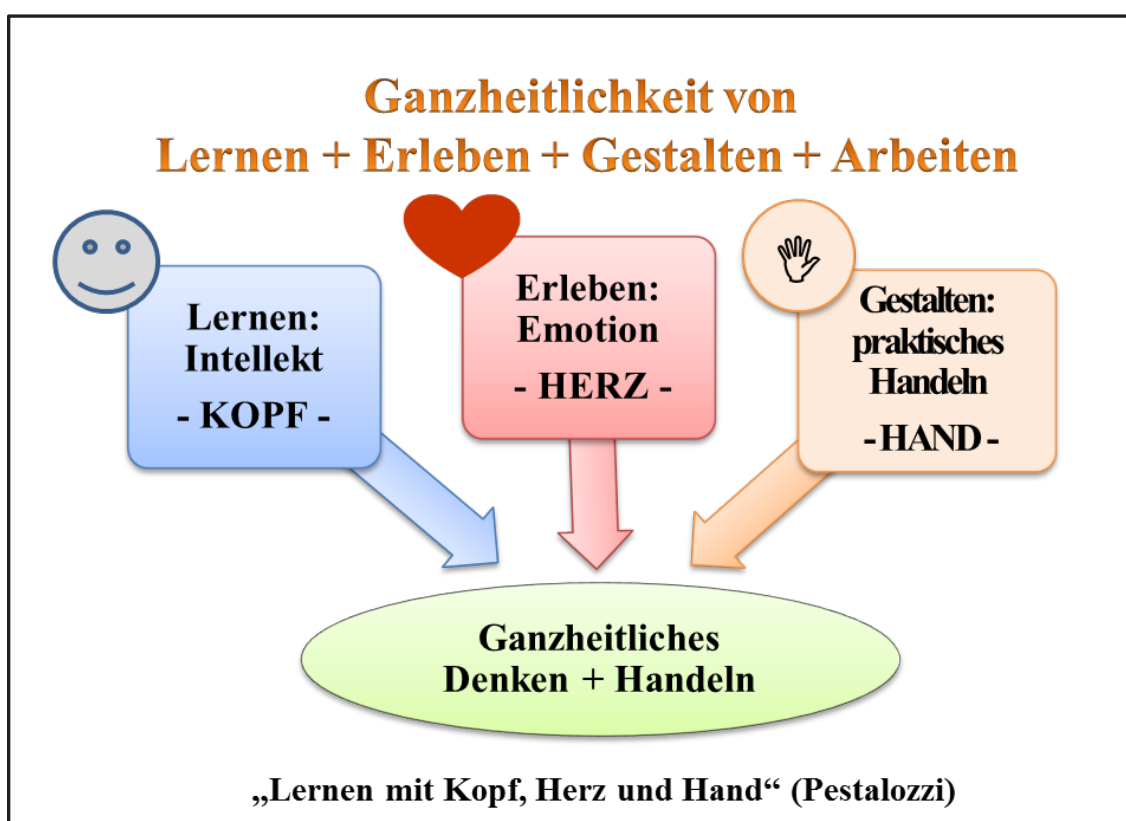 Ganzheitlichkeit von
Lernen + Erleben + Gestalten + Arbeiten
Lernen:
Intellekt
- KOPF -
Erleben:
Emotion
- HERZ -
Gestalten:
praktisches
Handeln
- HAND -
Ganzheitliches
Denken + Handeln
„Lernen mit Kopf, Herz und Hand“ (Pestalozzi)